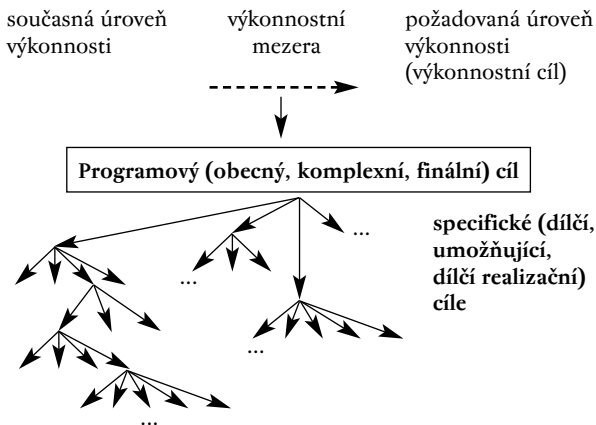 současná úroveň
výkonnosti
výkonnostní
mezera
požadovaná úroveň
výkonnosti
(výkonnostní cíl)
Programový (obecný, komplexní, finální) cíl
...
specifické (dílčí,
umožňující,
dílčí realizační)
cíle
...
...
...